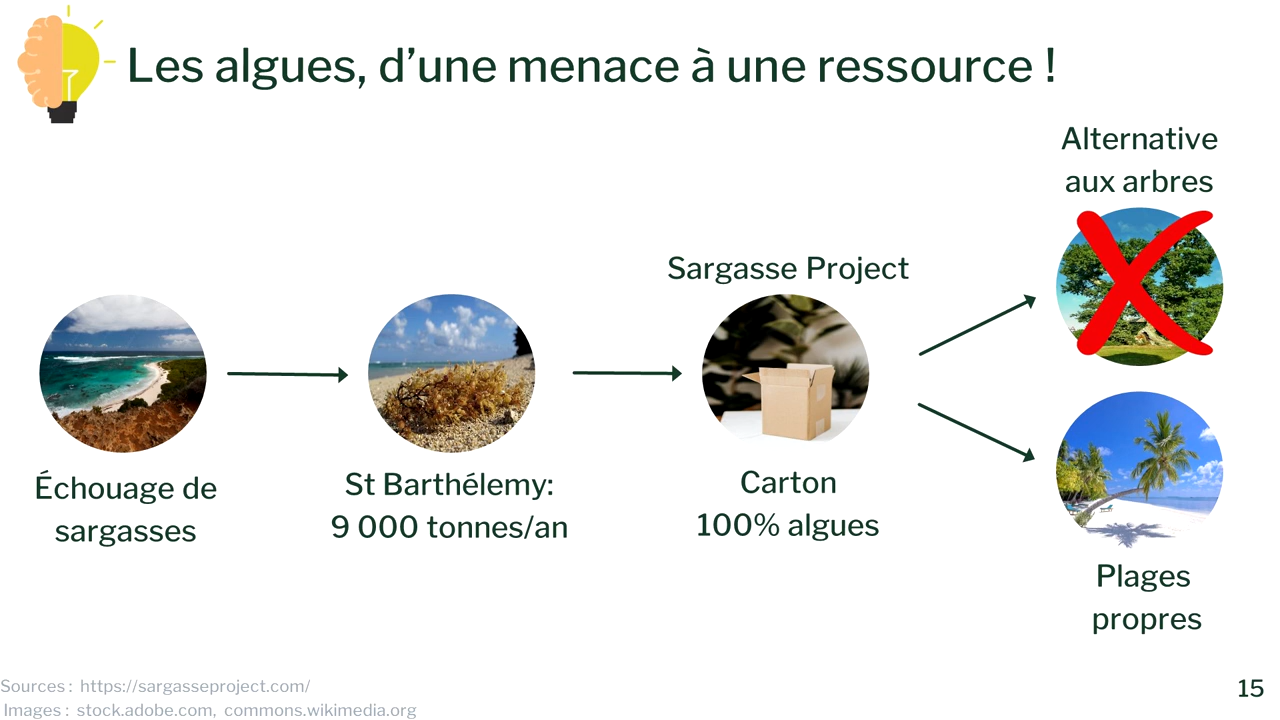 Les algues, d’une menace à une ressource !
Alternative
aux arbres
Sargasse Project
Échouage de
sargasses
St Barthélemy:
9 000 tonnes/an
Carton
100% algues
Plages
propres
Sources : https://sargasseproject.com/
Images : stock.adobe.com, commons.wikimedia.org
15